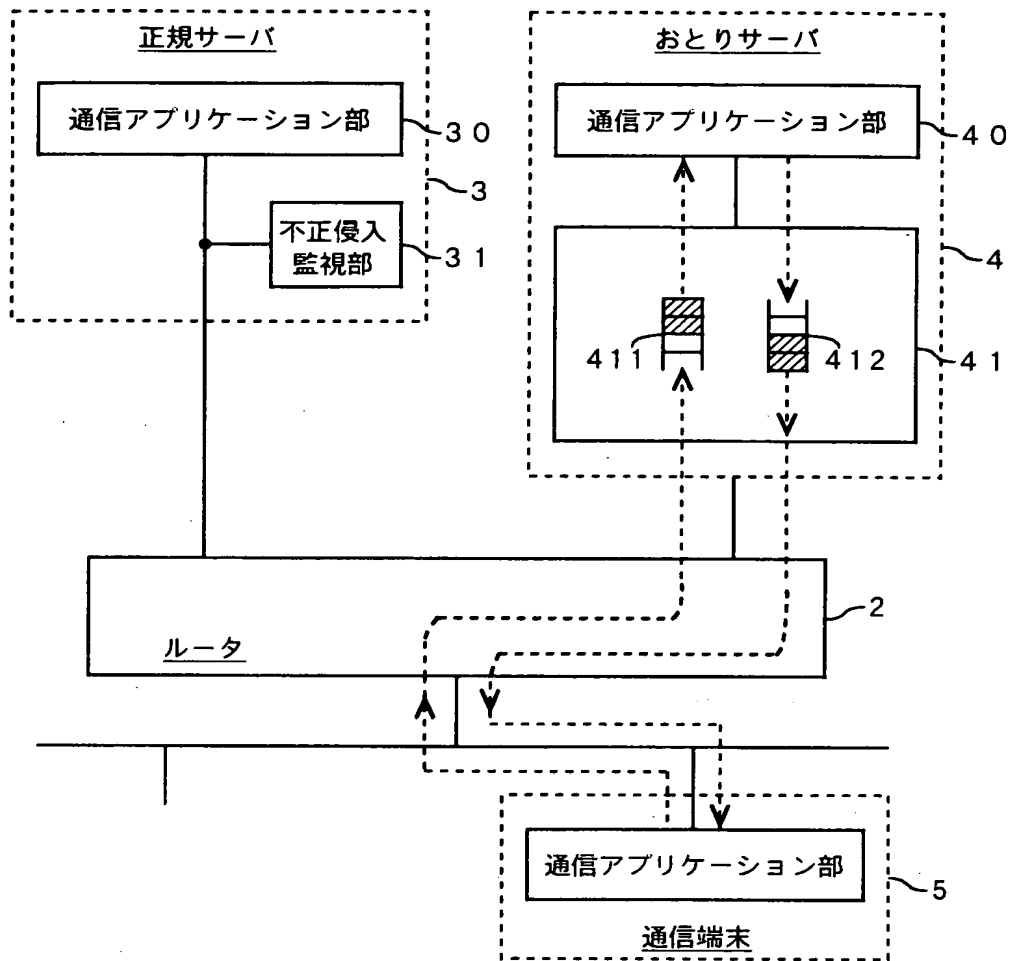 正規サーバ
通信アプリケーション部
30
3
不正侵入
監視部
31
おとりサーバ
通信アプリケーション部
40
4
411
412
41
ルータ
2
通信アプリケーション部
5
通信端末